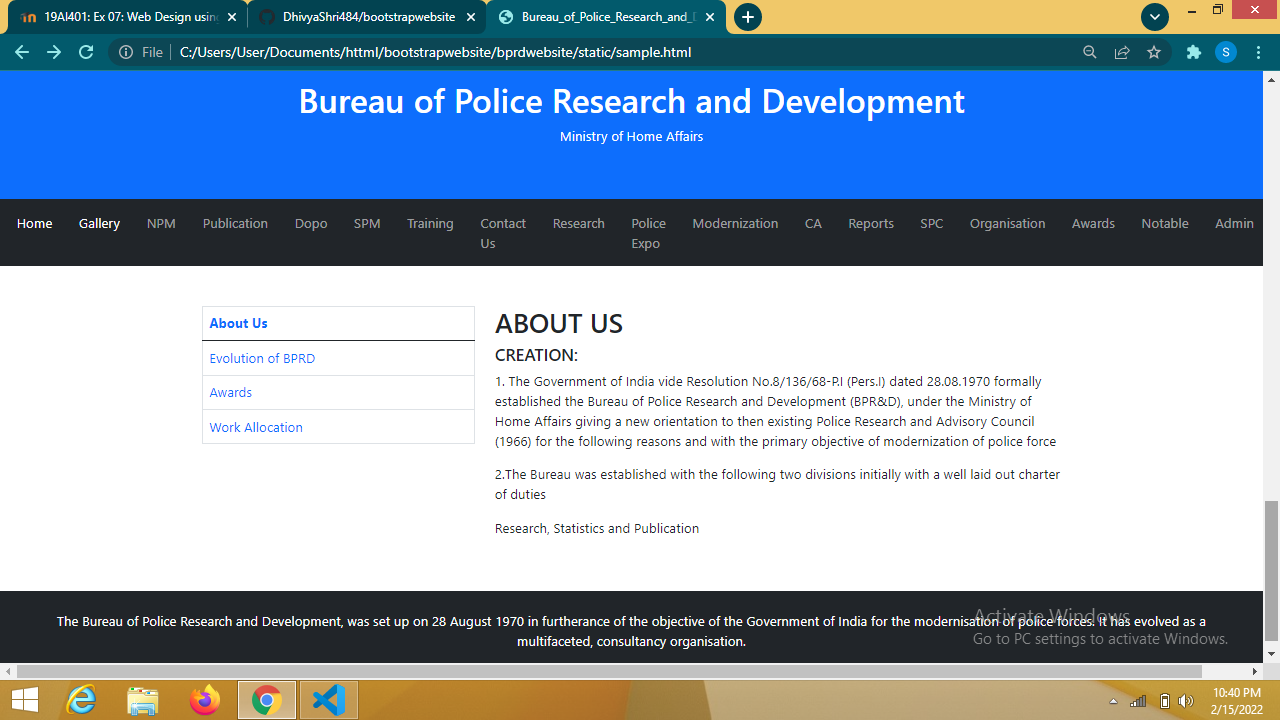 19AI401: Ex 07: Web Design using
DhivyaShri484/bootstrapwebsite
Bureau_of_Police_Research_and_
File
C:/Users/User/Documents/httml/bootstrapwebsite/bprdwebsite/static/sample.html
S
Bureau of Police Research and Development
Ministry of Home Affairs
Home Gallery NPM Publication Dopo SPM Training Contact Us Research Police Expo Modernization CA Reports SPC Organisation Awards Notable Admin
About Us
Evolution of BPRD
Awards
Work Allocation
ABOUT US
CREATION:
1. The Government of India vide Resolution No.8/136/68-P.I (Pers.I) dated 28.08.1970 formally
established the Bureau of Police Research and Development (BPR&D), under the Ministry of
Home Affairs giving a new orientation to then existing Police Research and Advisory Council
(1966) for the following reasons and with the primary objective of modernization of police force
2.The Bureau was established with the following two divisions initially with a well laid out charter
of duties
Research, Statistics and Publication
The Bureau of Police Research and Development, was set up on 28 August 1970 in furtherance of the objective of the Government of India for the modernisation of police forces. It has evolved as a
multifaceted, consultancy organisation.
Activate Windows
Go to PC settings to activate Windows.
10:40 PM
2/15/2022